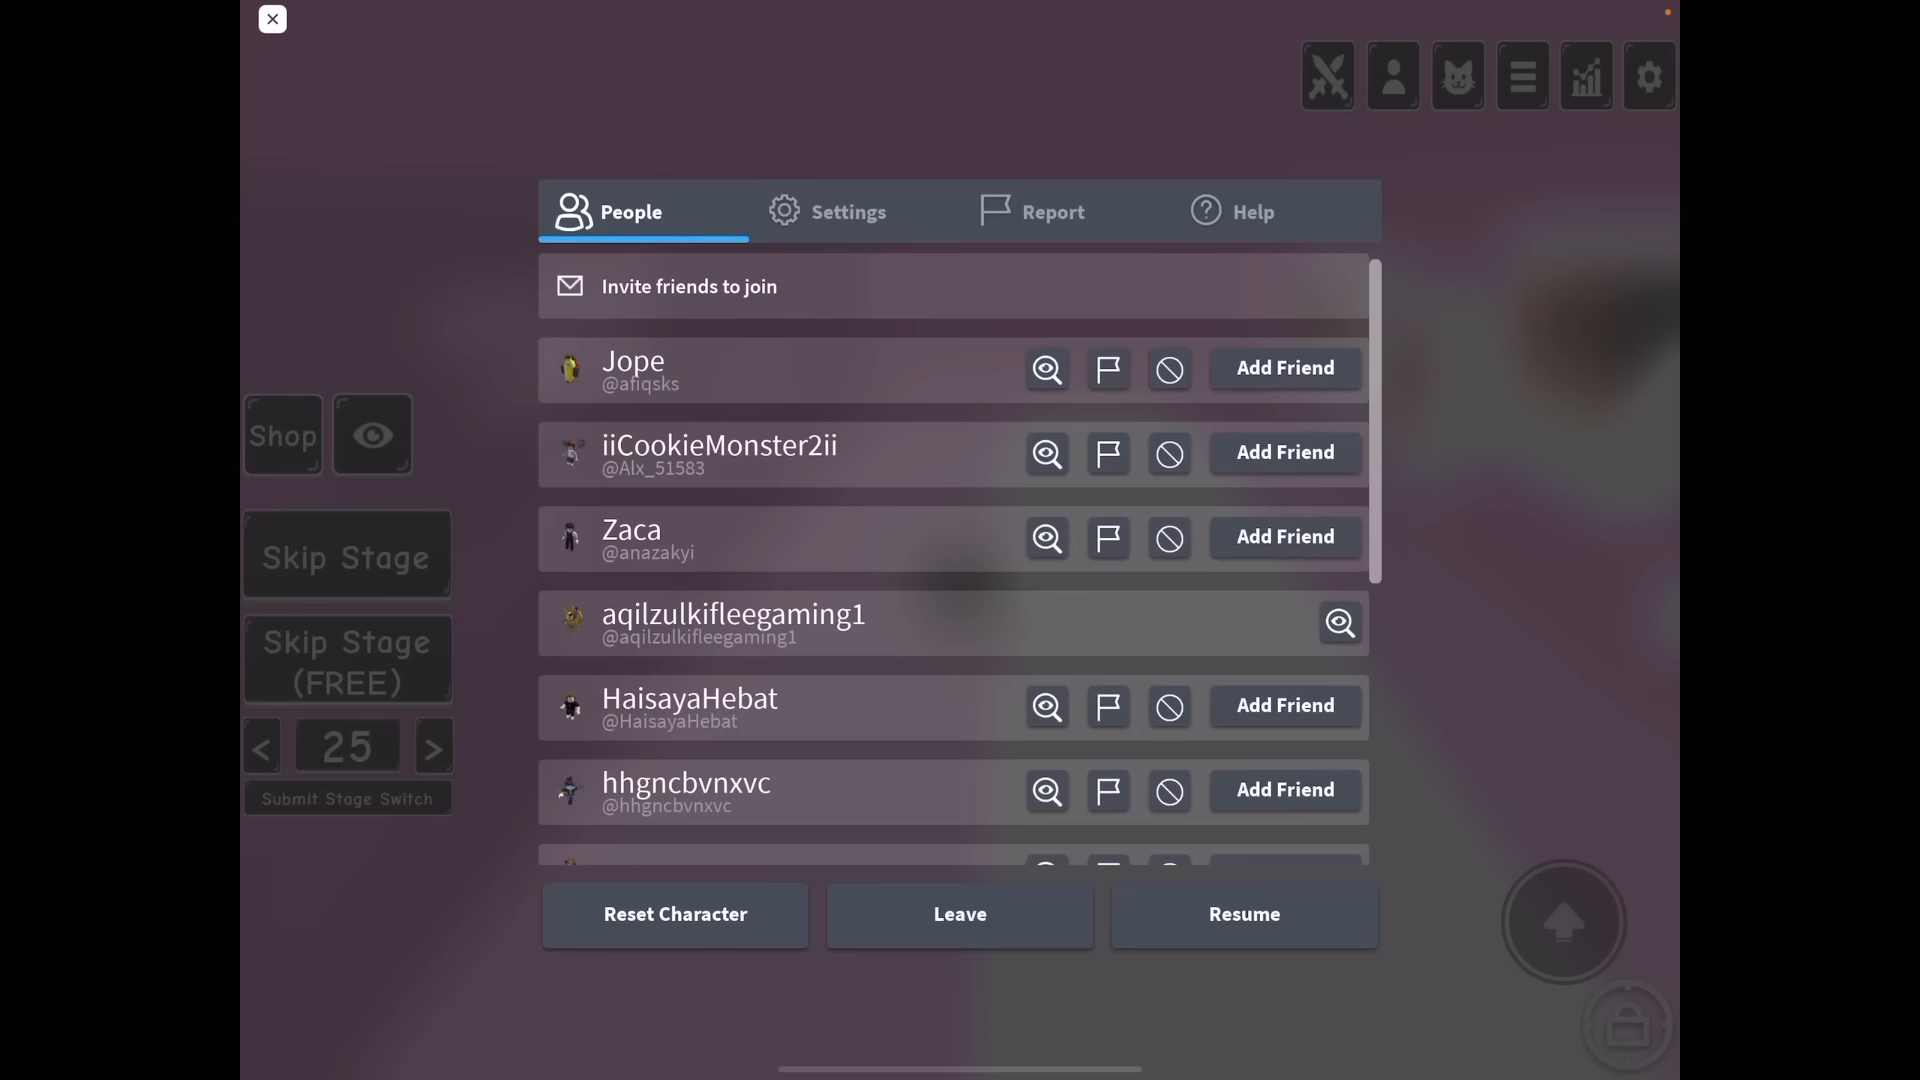 People
Settings
Report
Help
Invite friends to join
Jope
@afiqsks
Add Friend
iiCookieMonster2ii
@Alx_51583
Add Friend
Zaca
@anazakyi
Add Friend
aqilzulkifleegaming1
@aqilzulkifleegaming1
HaisayaHebat
@HaisayaHebat
Add Friend
hhgncbvnxvc
@hhgncbvnxvc
Add Friend
Reset Character
Leave
Resume
Shop
Skip Stage
Skip Stage
(FREE)
< 25 >
Submit Stage Switch